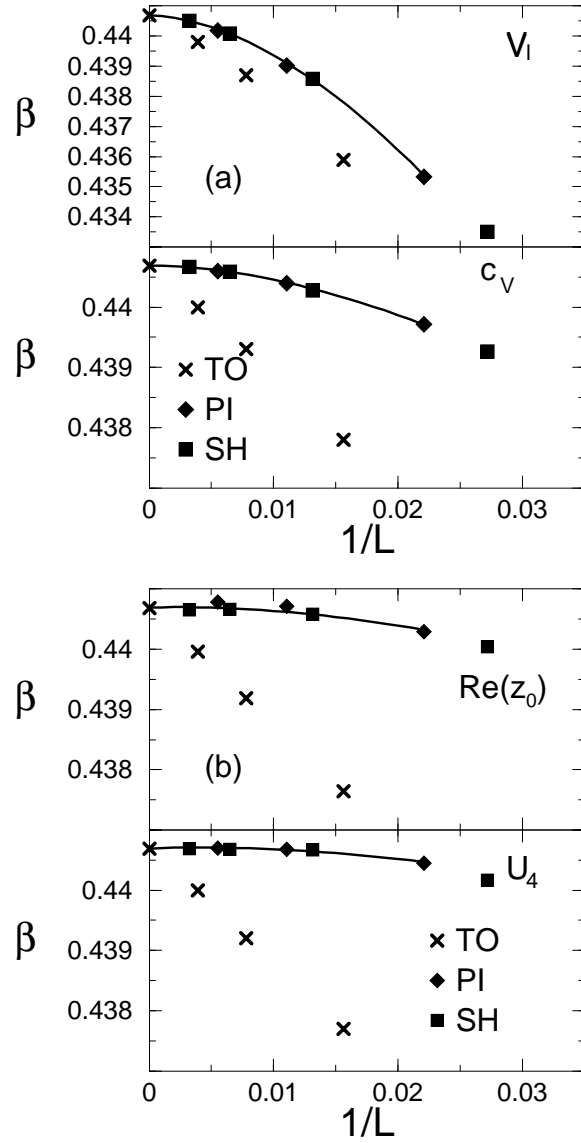 0.44
V_l
0.439
0.438
β
0.437
0.436
(a)
0.435
0.434
c_V
0.44
β
0.439
× TO
◆ PI
0.438
■ SH
0 0.01 0.02 0.03
1/L
0.44
Re(z_0)
β
0.439
(b)
0.438
U_4
0.44
β
× TO
0.439
◆ PI
0.438
■ SH
0 0.01 0.02 0.03
1/L